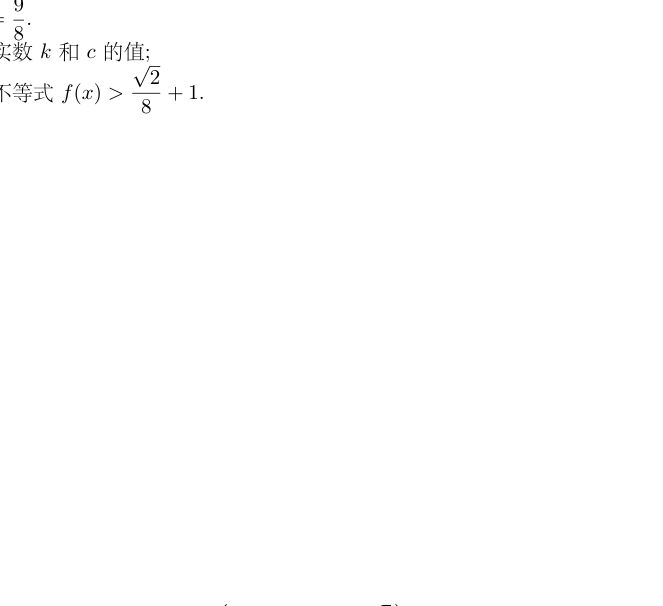 = 9/8.
实数 k 和 c 的值;
不等式 f(x) > √2/8 + 1.